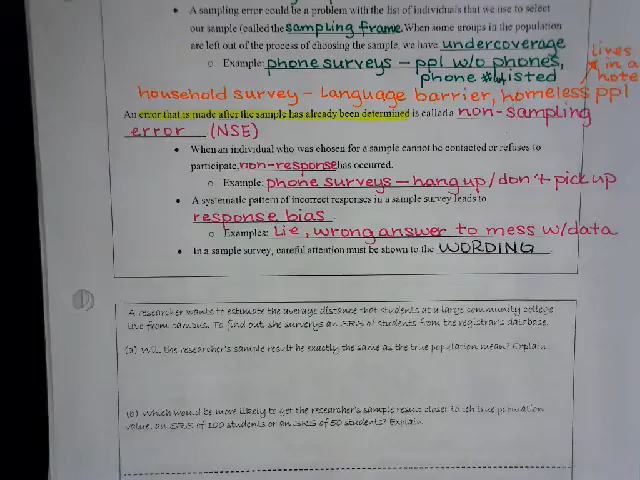 • A sampling error could be a problem with the list of individuals that we use to select
our sample (called the sampling frame. When some groups in the population
are left out of the process of choosing the sample, we have undercoverage
o Example: phone surveys – ppl w/o phones,
phone # listed
Lives in a hote
household survey – Language barrier, homeless ppl
An error that is made after the sample has already been determined is called a non-sampling
error (NSE)
• When an individual who was chosen for a sample cannot be contacted or refuses to
participate, non-response has occurred.
o Example: phone surveys – hang up / don't pick up
• A systematic pattern of incorrect responses in a sample survey leads to
response bias.
o Examples: Lie, wrong answer to mess w/data
• In a sample survey, careful attention must be shown to the WORDING.
A researcher wants to estimate the average distance that students at a large community college
live from campus. To find out she surverys an SRS of students from the registrar's database.
(a) Will the researcher's sample result be exactly the same as the true population mean? Explain.
(b) Which would be more likely to get the researcher's sample result closer to teh true population
value, an SRS of 100 students or an SRS of 50 students? Explain.